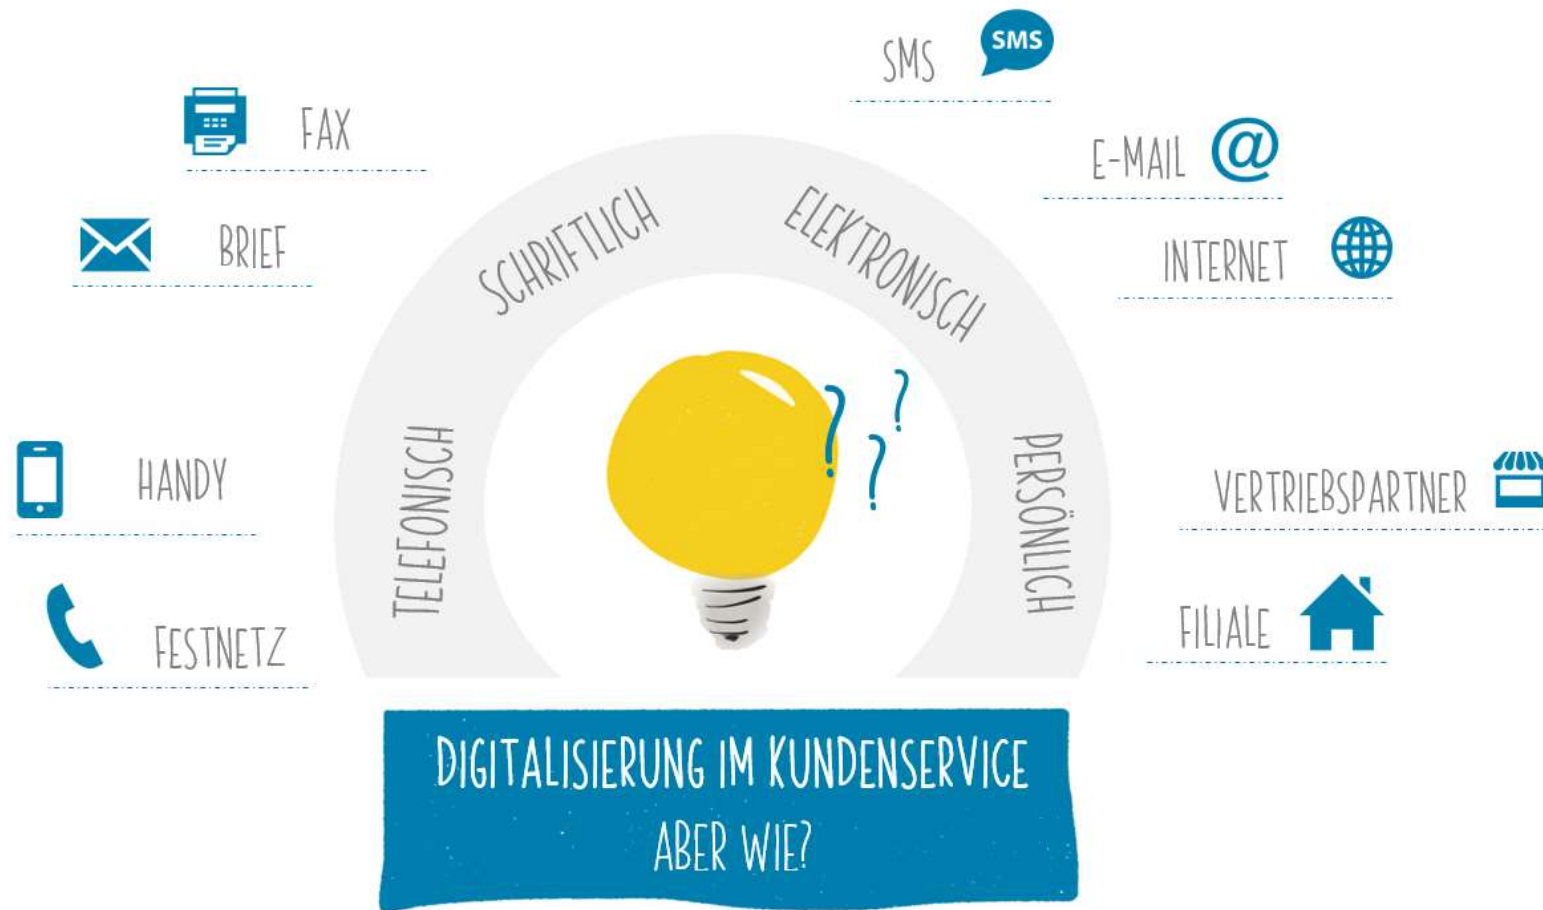 SMS
SMS
FAX
E-MAIL
@
BRIEF
INTERNET
SCHRIFTLICH
ELEKTRONISCH
TELEFONISCH
PERSÖNLICH
? ? ?
HANDY
VERTRIEBSPARTNER
FESTNETZ
FILIALE
DIGITALISIERUNG IM KUNDENSERVICE
ABER WIE?